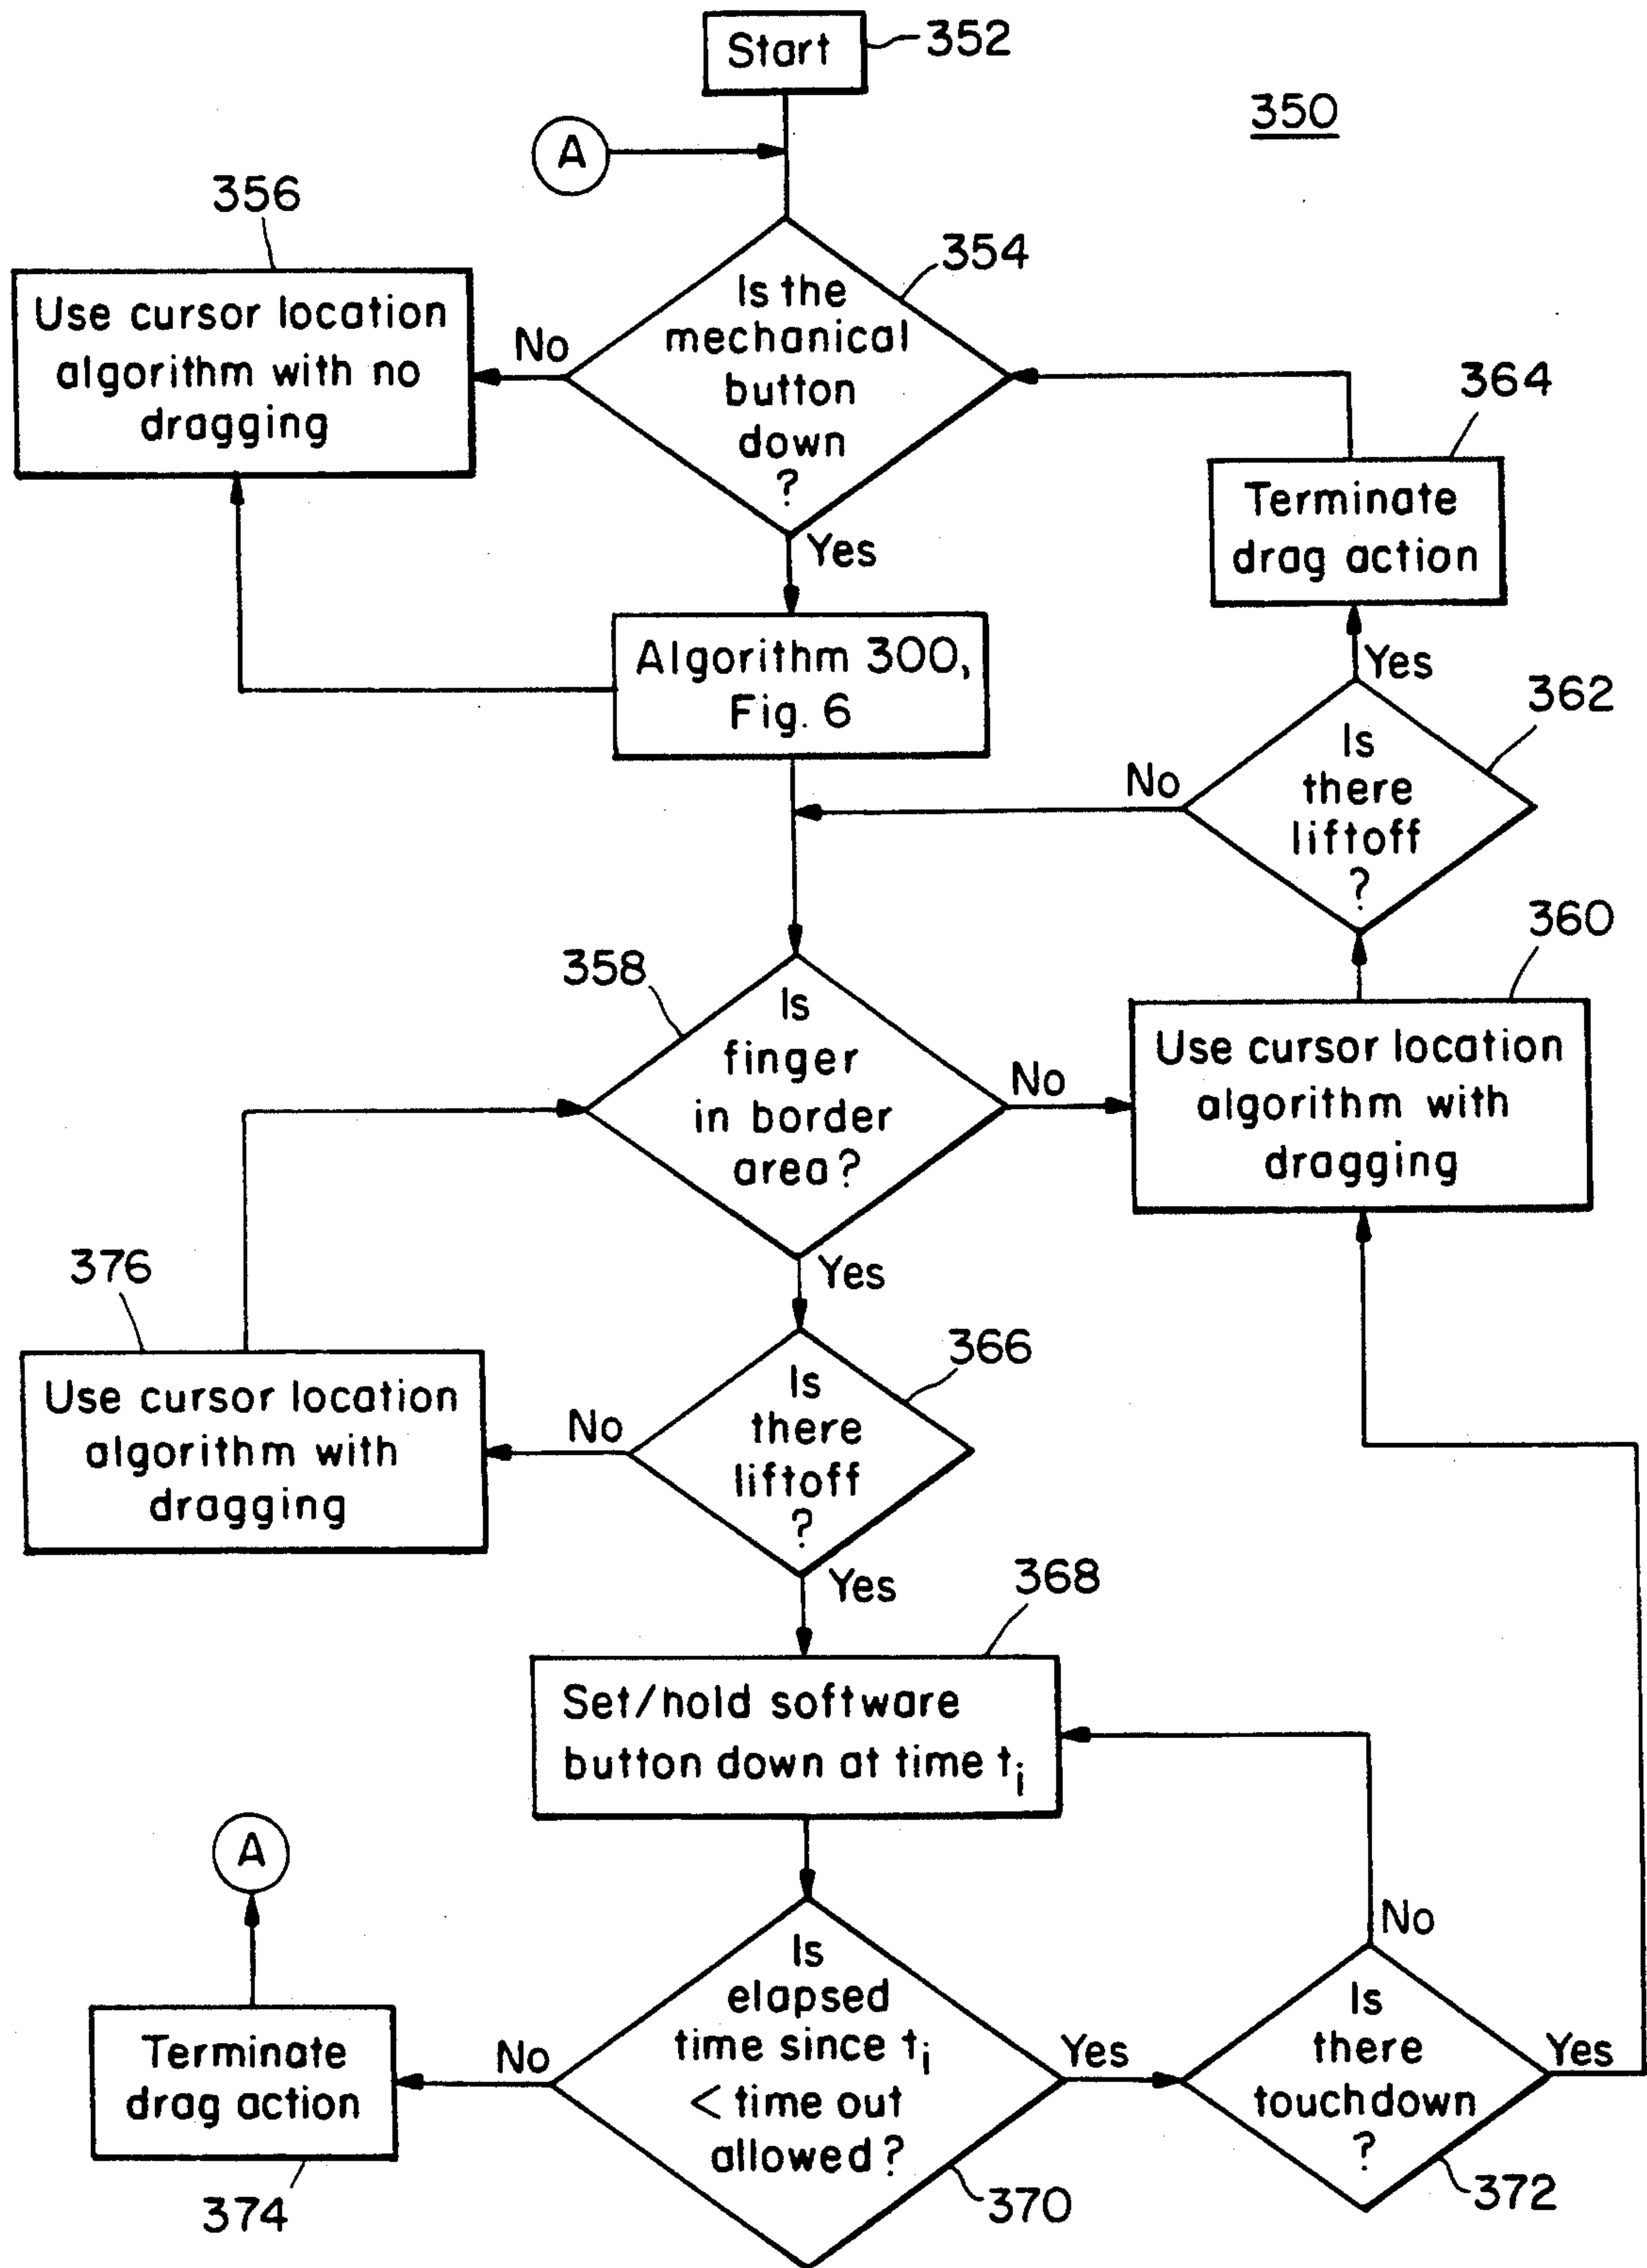 Start
352
350
A
356
354
Use cursor location
algorithm with no
dragging
No
Is the
mechanical
button
down
?
364
Terminate
drag action
Yes
Algorithm 300,
Fig. 6
Yes
362
Is
there
liftoff
?
No
360
358
Is
finger
in border
area?
No
Use cursor location
algorithm with
dragging
Yes
376
366
Use cursor location
algorithm with
dragging
No
Is
there
liftoff
?
Yes
368
Set/hold software
button down at time ti
A
No
Is
elapsed
time since ti
< time out
allowed?
Yes
Is
there
touchdown
?
Yes
No
Terminate
drag action
374
370
372